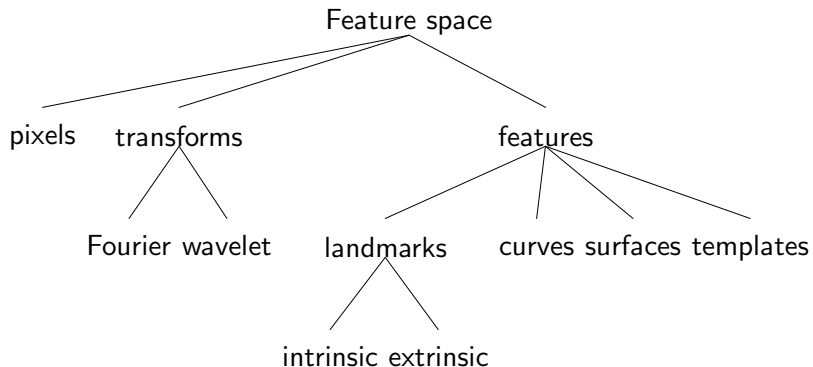 Feature space
pixels transforms features
Fourier wavelet landmarks curves surfaces templates
intrinsic extrinsic